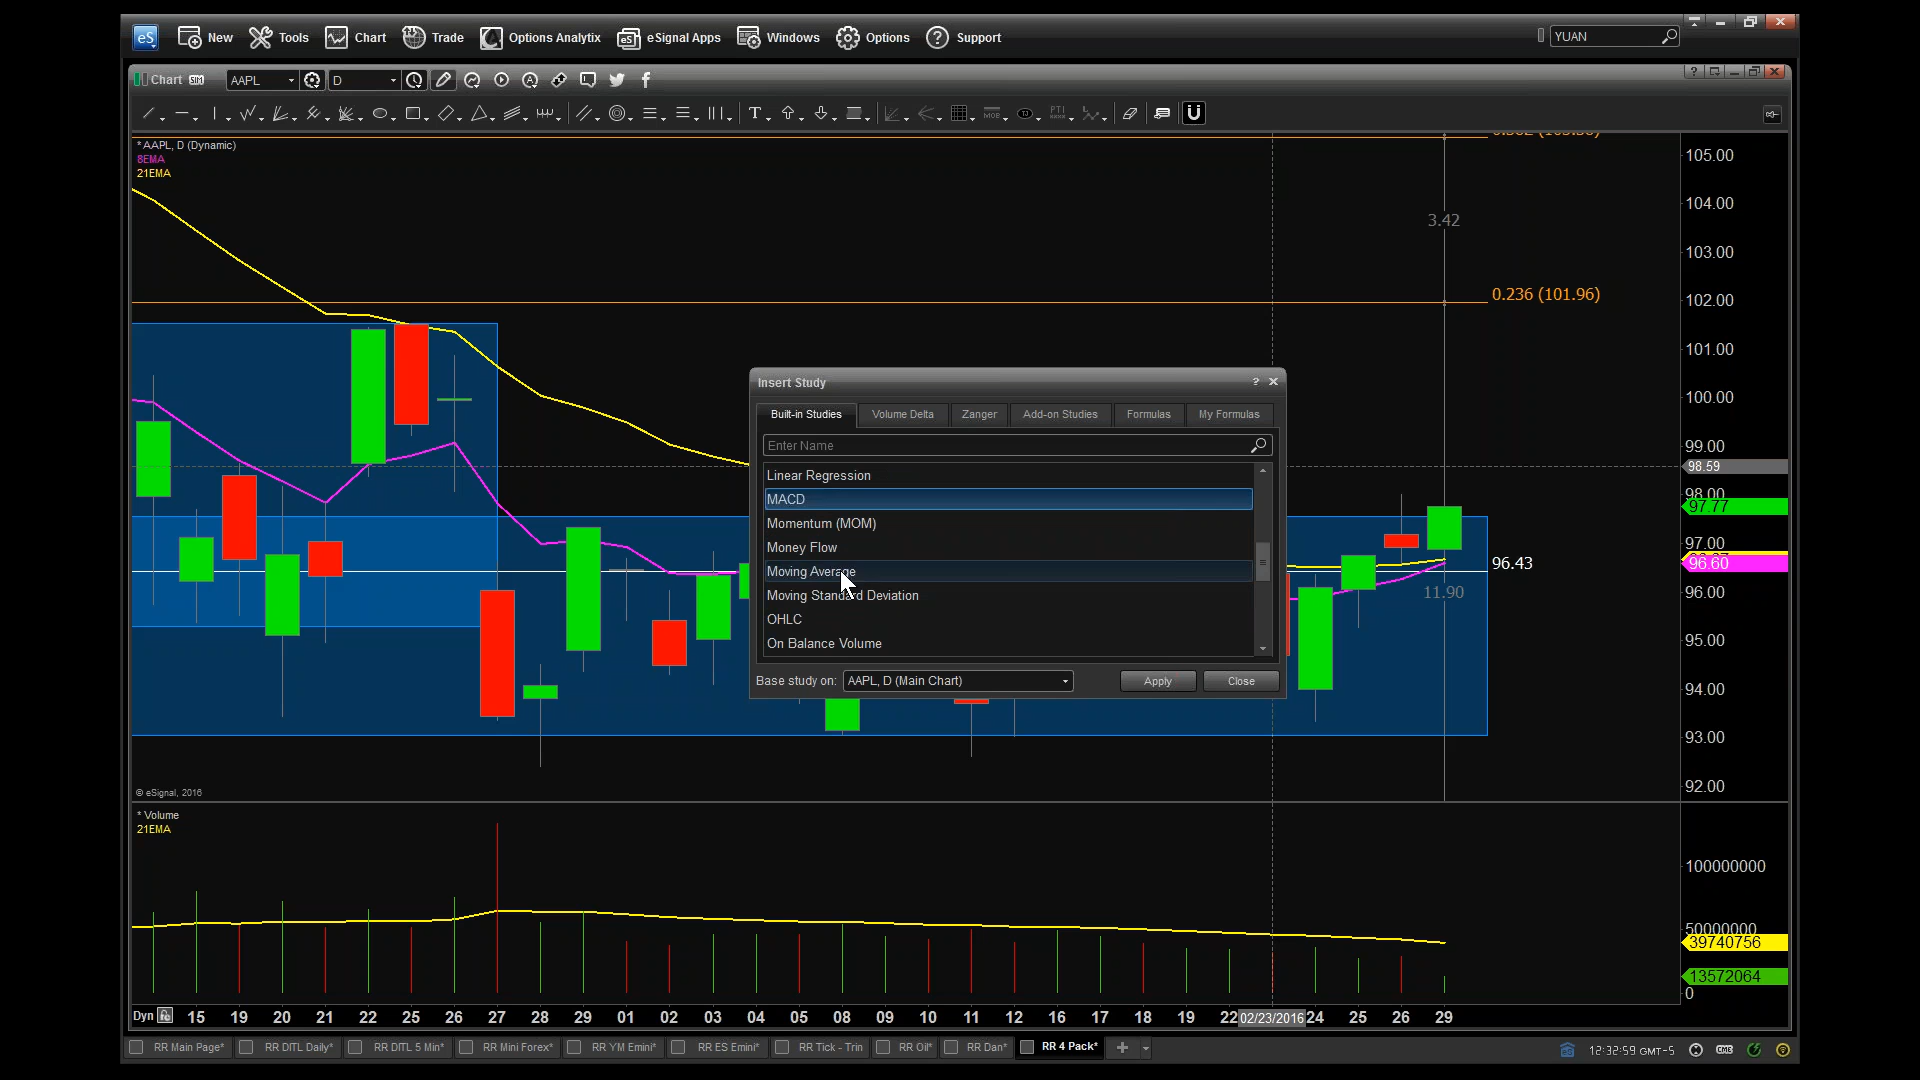 eS New Tools Chart Trade Options Analytix eSignal Apps Windows Options Support YUAN
Chart SIM AAPL D
*AAPL, D (Dynamic)
8EMA
21EMA
105.00
104.00
3.42
103.00
0.236 (101.96)
102.00
101.00
100.00
99.00
98.59
98.00
97.77
97.00
96.60
96.43
96.00
11.90
95.00
94.00
93.00
92.00
Insert Study
Built-in Studies Volume Delta Zanger Add-on Studies Formulas My Formulas
Enter Name
Linear Regression
MACD
Momentum (MOM)
Money Flow
Moving Average
Moving Standard Deviation
OHLC
On Balance Volume
Base study on: AAPL, D (Main Chart) Apply Close
© eSignal, 2016
* Volume
21EMA
100000000
50000000
39740756
13572064
0
Dyn 15 19 20 21 22 25 26 27 28 29 01 02 03 04 05 08 09 10 11 12 16 17 18 19 22 02/23/2016 24 25 26 29
RR Main Page* RR DITL Daily* RR DITL 5 Min* RR Mini Forex* RR YM Emini* RR ES Emini* RR Tick - Trin RR Oil* RR Dan* RR 4 Pack* 12:32:59 GMT-5 CME